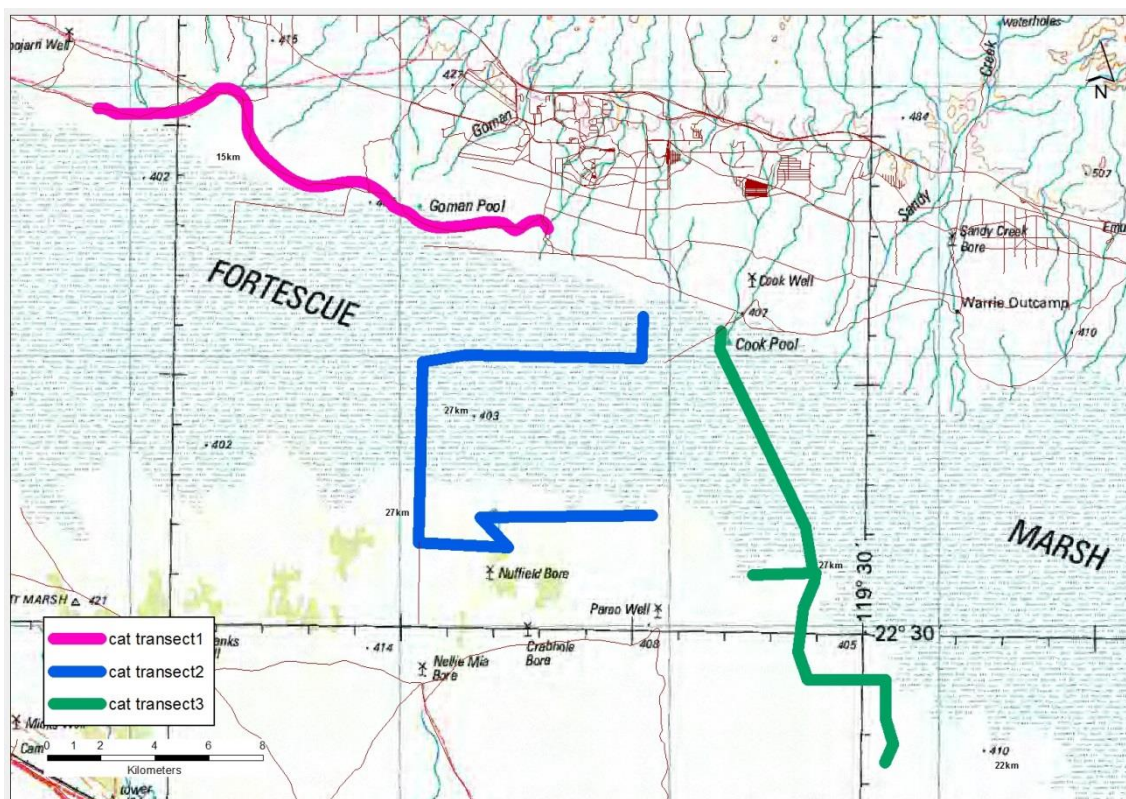 Waterholes
415
Creek
N
427
Goman
484
15km
402
507
Goman Pool
Sandy
Sandy Creek
Bore
FORTESCUE
Cook Well
407
Warrie Outcamp
410
Cook Pool
27km
403
402
27km
MARSH
27km
119° 30'
Nuffield Bore
MARSH 421
Paroo Well
22° 30
414
Crabhole
Bore
408
405
Nellie Mia
Bore
cat transect1
cat transect2
cat transect3
410
22km
0 1 2 4 6 8
Kilometers
tower